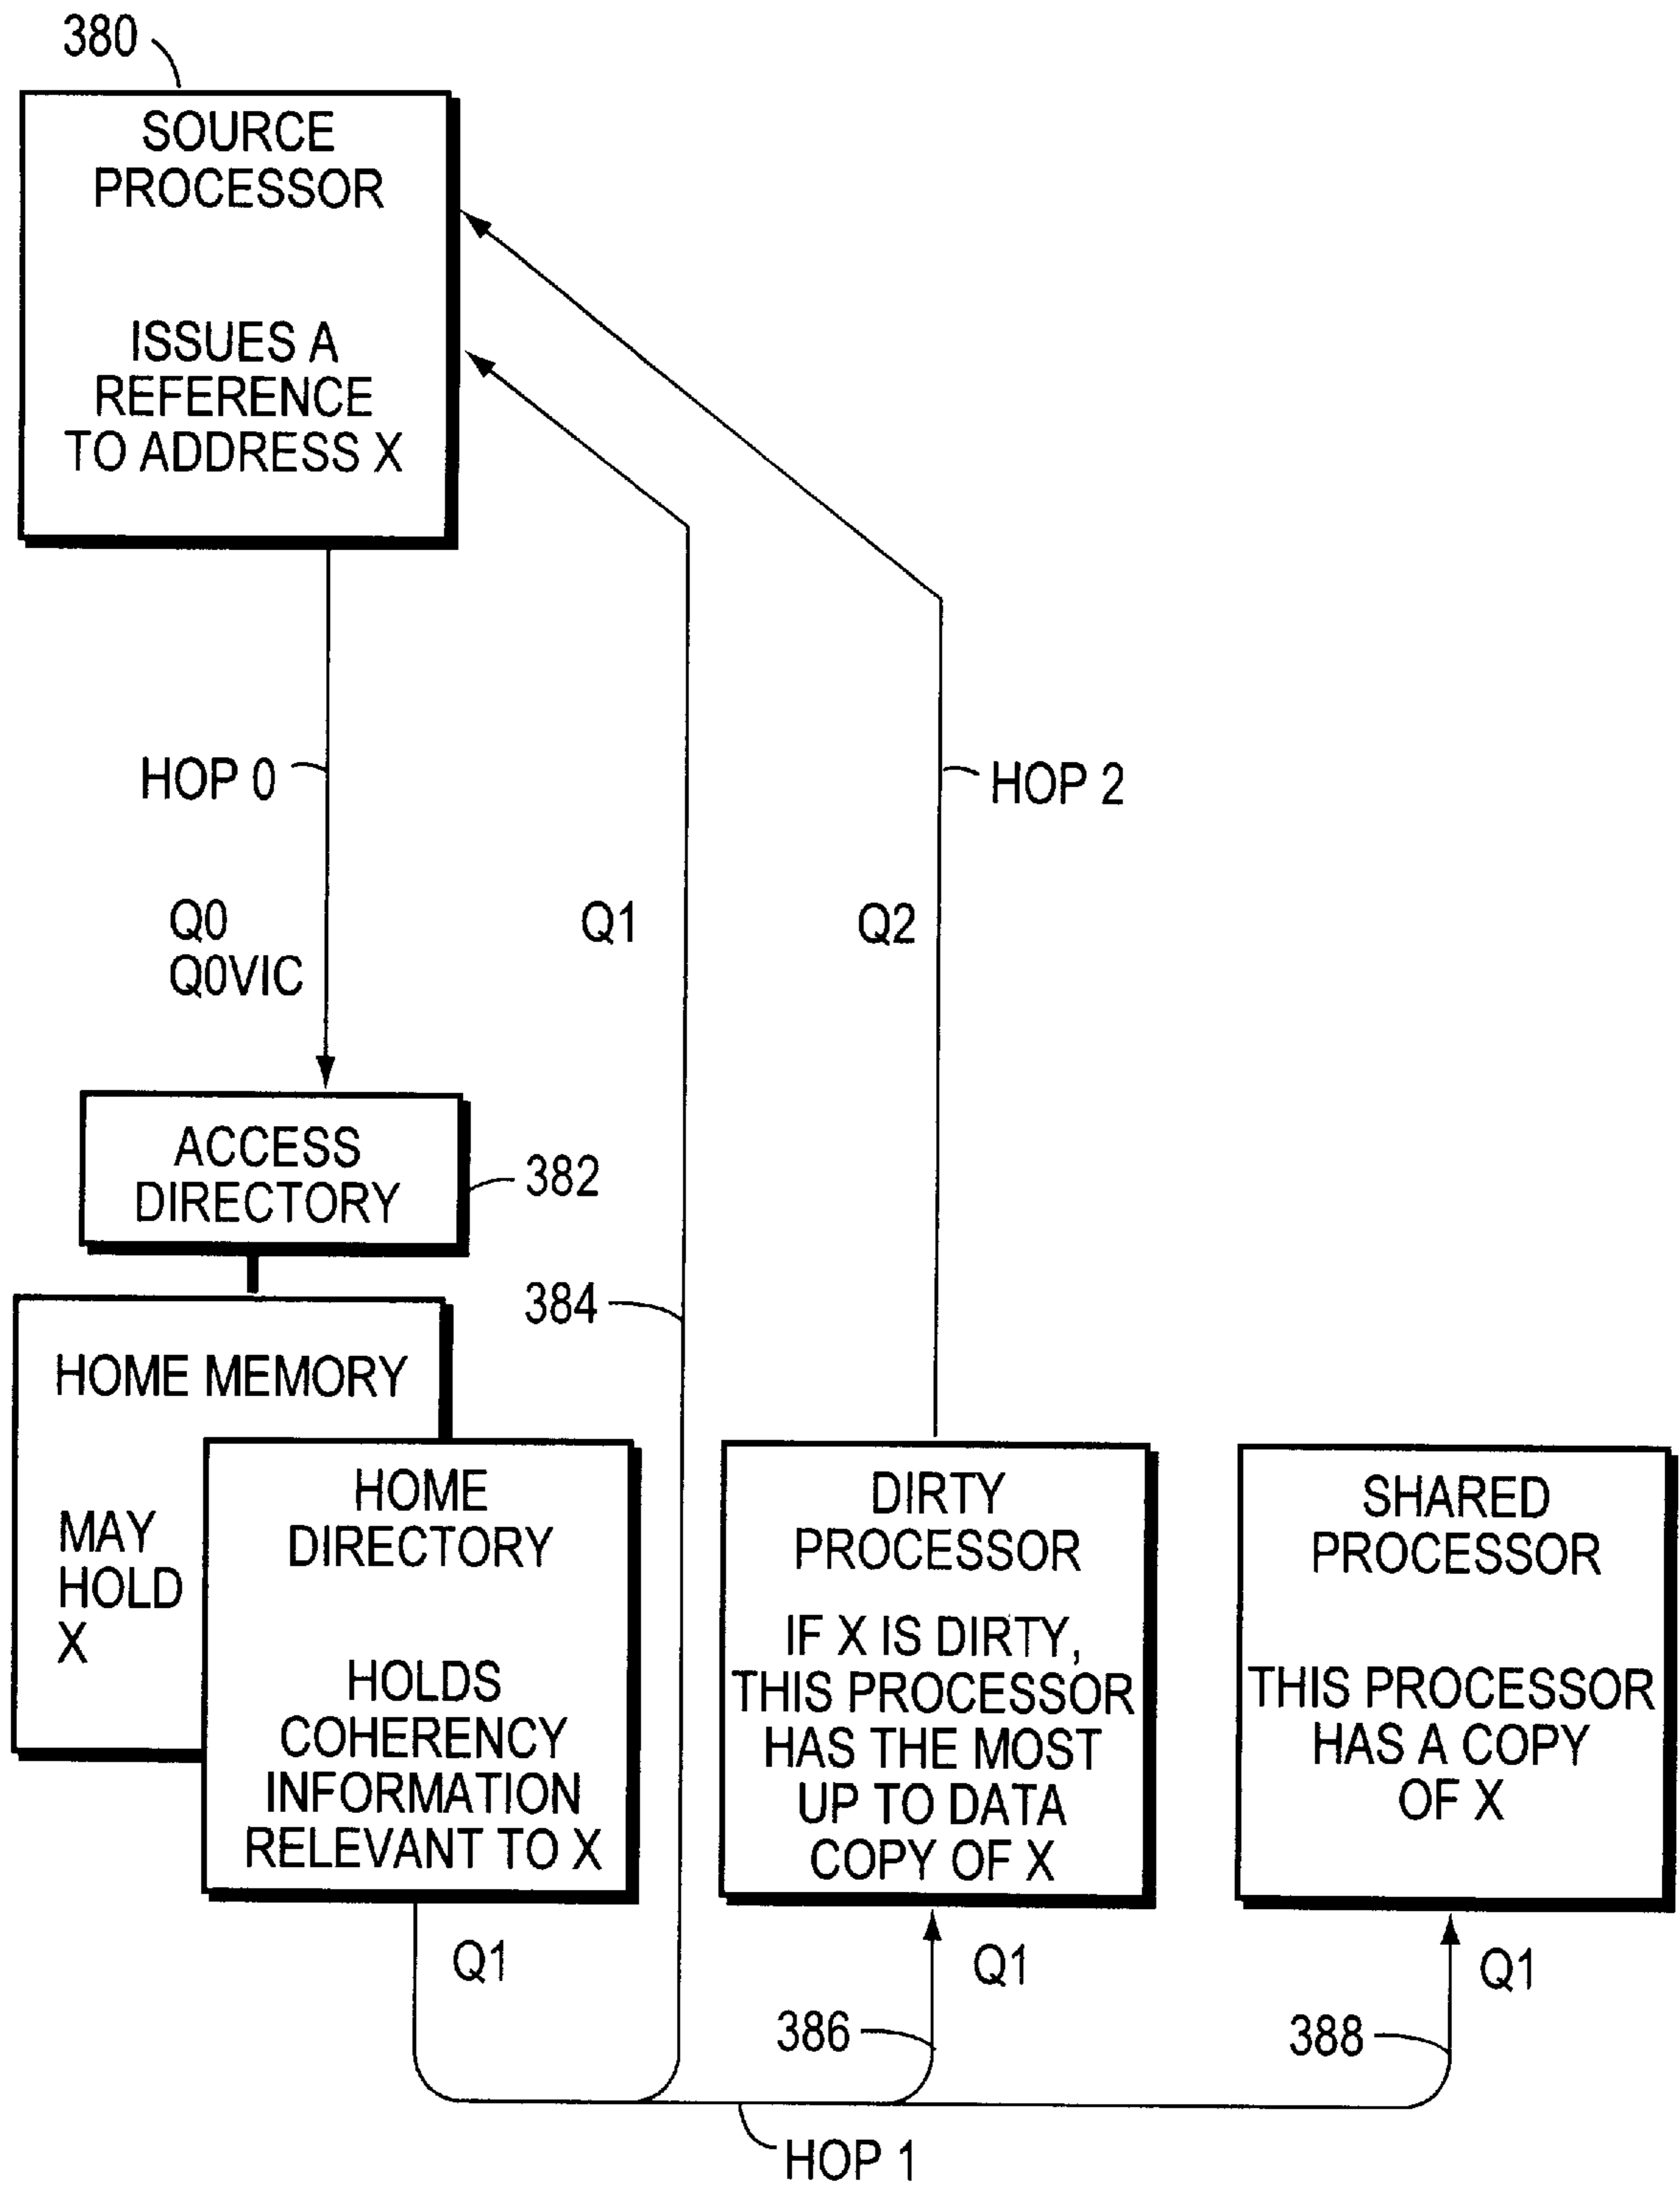 380
SOURCE
PROCESSOR
ISSUES A
REFERENCE
TO ADDRESS X
HOP 0
HOP 2
Q0
Q0VIC
Q1
Q2
ACCESS
DIRECTORY
382
384
HOME MEMORY
MAY
HOLD
X
HOME
DIRECTORY
HOLDS
COHERENCY
INFORMATION
RELEVANT TO X
DIRTY
PROCESSOR
IF X IS DIRTY,
THIS PROCESSOR
HAS THE MOST
UP TO DATA
COPY OF X
SHARED
PROCESSOR
THIS PROCESSOR
HAS A COPY
OF X
Q1
Q1
Q1
386
388
HOP 1